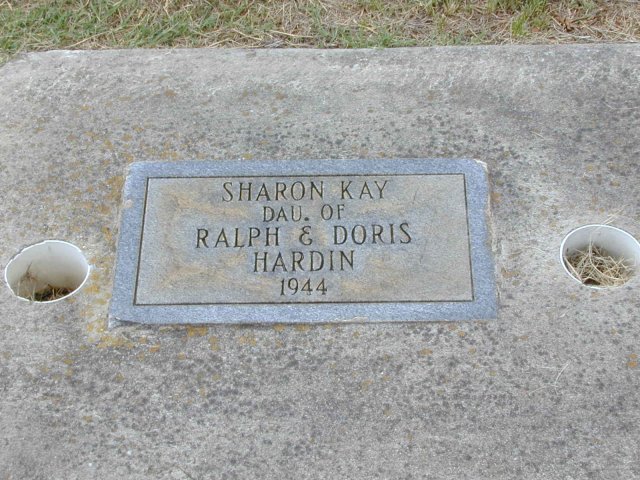 SHARON KAY
DAU. OF
RALPH & DORIS
HARDIN
1944